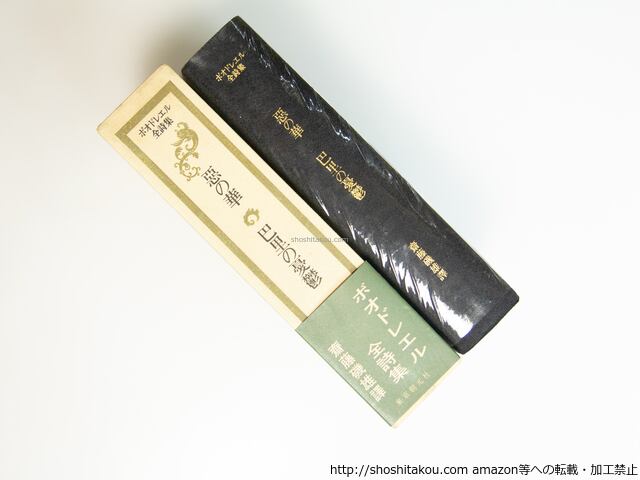 ボオドレエル
全詩集
惡の華
巴里の憂鬱
ボオドレエル
全詩集
齋藤磯雄譯
東京創元社
ボオドレエル
全詩集
惡の華
巴里の憂鬱
齋藤磯雄譯
shoshitakou.com
http://shoshitakou.com amazon等への転載・加工禁止